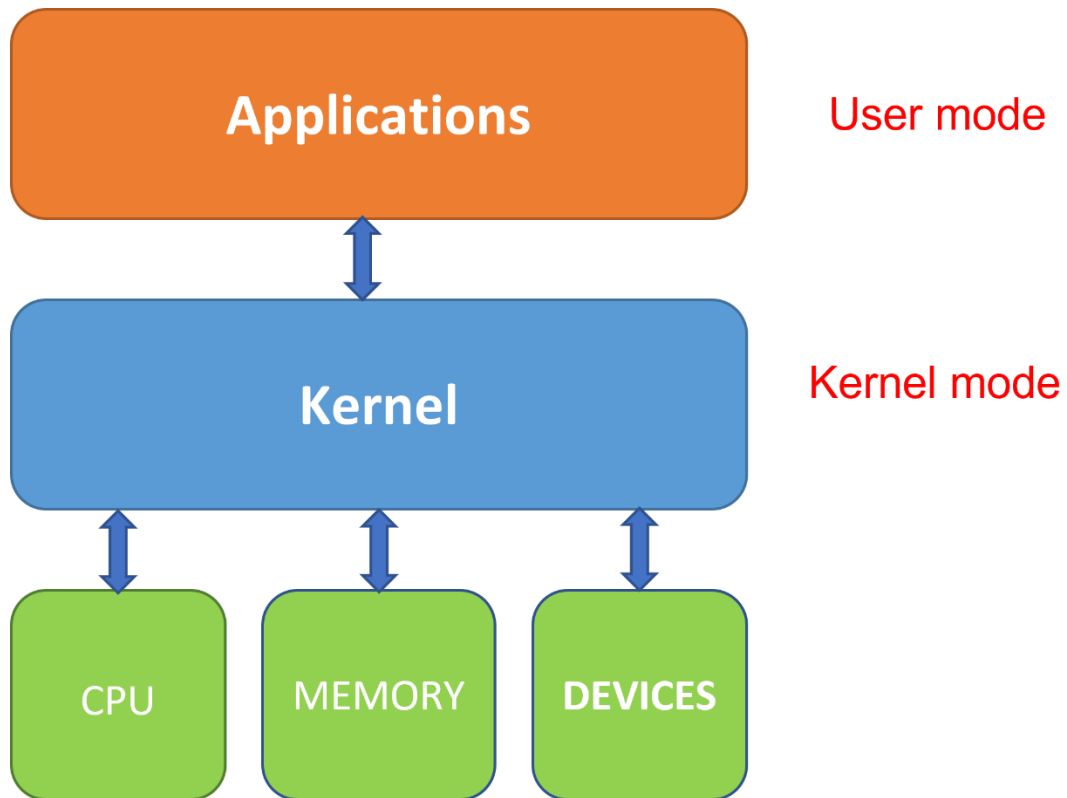 Applications
User mode
Kernel
Kernel mode
CPU
MEMORY
DEVICES